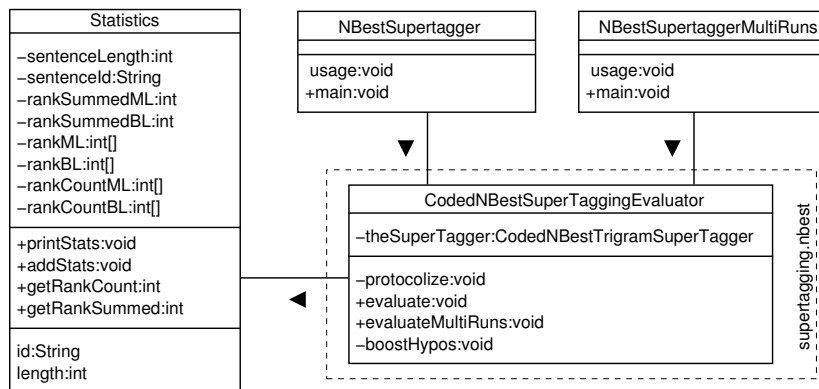 Statistics
−sentenceLength:int
−sentenceId:String
−rankSummedML:int
−rankSummedBL:int
−rankML:int[]
−rankBL:int[]
−rankCountML:int[]
−rankCountBL:int[]
+printStats:void
+addStats:void
+getRankCount:int
+getRankSummed:int
id:String
length:int
NBestSupertagger
usage:void
+main:void
NBestSupertaggerMultiRuns
usage:void
+main:void
CodedNBestSuperTaggingEvaluator
−theSuperTagger:CodedNBestTrigramSuperTagger
−protocolize:void
+evaluate:void
+evaluateMultiRuns:void
−boostHypos:void
supertagging.nbest